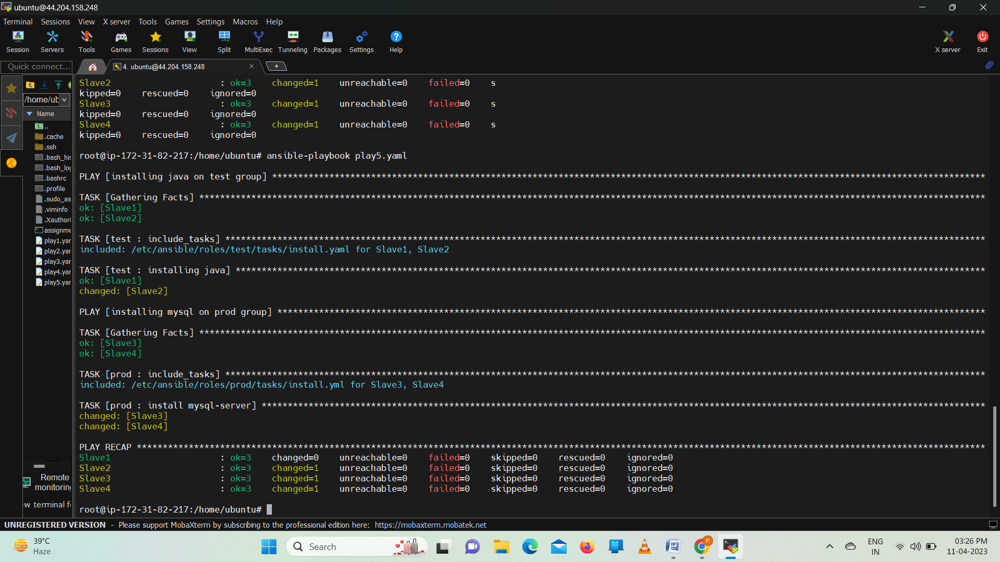 ubuntu@44.204.158.248
Terminal Sessions View X server Tools Games Settings Macros Help
Session Servers Tools Games Sessions View Split MultiExec Tunneling Packages Settings Help X server Exit
Quick connect... 4. ubuntu@44.204.158.248
/home/ub
Name
..
.cache
.ssh
.bash_his
.bash_log
.bashrc
.profile
.sudo_as
.viminfo
.Xauthori
assignme
play1.yar
play2.yar
play3.yar
play4.yar
play5.yar
Remote
monitoring
w terminal f
Slave2 : ok=3 changed=1 unreachable=0 failed=0 s
kipped=0 rescued=0 ignored=0
Slave3 : ok=3 changed=1 unreachable=0 failed=0 s
kipped=0 rescued=0 ignored=0
Slave4 : ok=3 changed=1 unreachable=0 failed=0 s
kipped=0 rescued=0 ignored=0
root@ip-172-31-82-217:/home/ubuntu# ansible-playbook play5.yaml
PLAY [installing java on test group] *****************************************************************************************************************************************
TASK [Gathering Facts] *******************************************************************************************************************************************************
ok: [Slave1]
ok: [Slave2]
TASK [test : include_tasks] **************************************************************************************************************************************************
included: /etc/ansible/roles/test/tasks/install.yaml for Slave1, Slave2
TASK [test : installing java] ************************************************************************************************************************************************
ok: [Slave1]
changed: [Slave2]
PLAY [installing mysql on prod group] ****************************************************************************************************************************************
TASK [Gathering Facts] *******************************************************************************************************************************************************
ok: [Slave3]
ok: [Slave4]
TASK [prod : include_tasks] **************************************************************************************************************************************************
included: /etc/ansible/roles/prod/tasks/install.yml for Slave3, Slave4
TASK [prod : install mysql-server] *******************************************************************************************************************************************
changed: [Slave3]
changed: [Slave4]
PLAY RECAP *******************************************************************************************************************************************************************
Slave1 : ok=3 changed=0 unreachable=0 failed=0 skipped=0 rescued=0 ignored=0
Slave2 : ok=3 changed=1 unreachable=0 failed=0 skipped=0 rescued=0 ignored=0
Slave3 : ok=3 changed=1 unreachable=0 failed=0 skipped=0 rescued=0 ignored=0
Slave4 : ok=3 changed=1 unreachable=0 failed=0 skipped=0 rescued=0 ignored=0
root@ip-172-31-82-217:/home/ubuntu#
UNREGISTERED VERSION - Please support MobaXterm by subscribing to the professional edition here: https://mobaxterm.mobatek.net
39°C
Haze
Search
ENG
IN
03:26 PM
11-04-2023